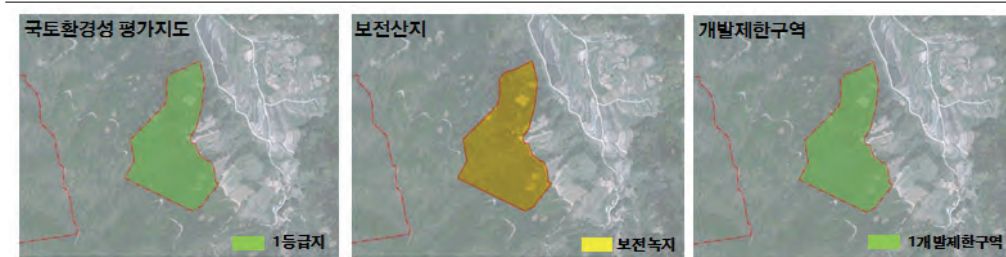 국토환경성 평가지도
보전산지
개발제한구역
1등급지
보전녹지
1개발제한구역